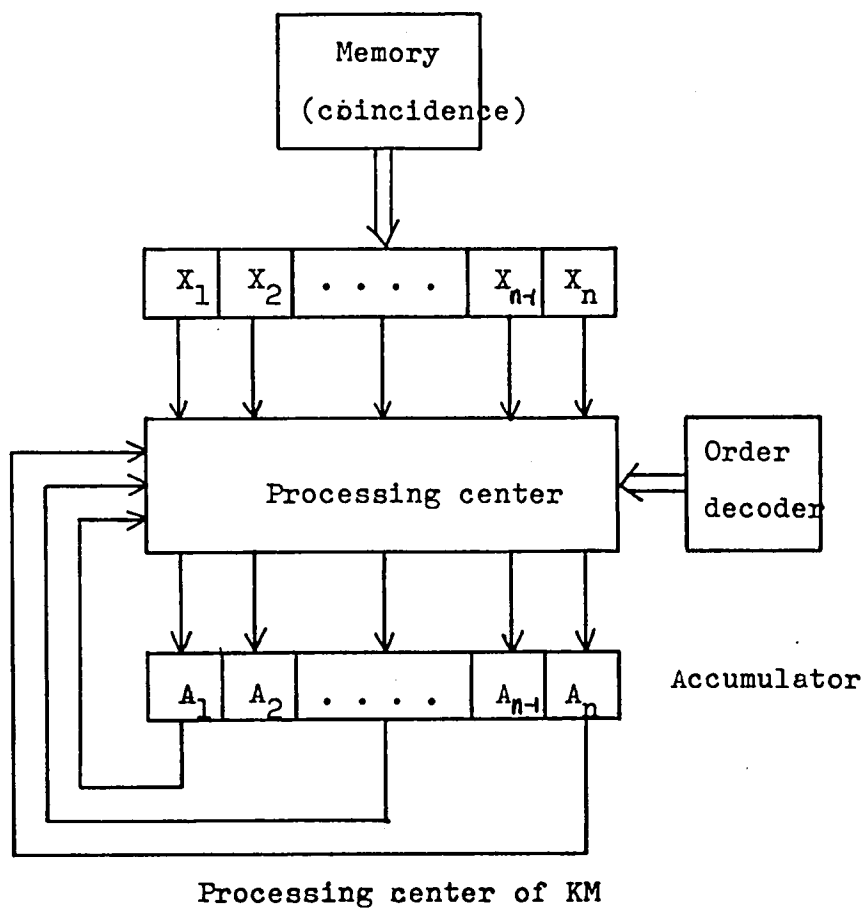 Memory
(coincidence)
X1 X2 . . . . Xn-1 Xn
Order
decoder
Processing center
A1 A2 . . . . An-1 An
Accumulator
Processing center of KM